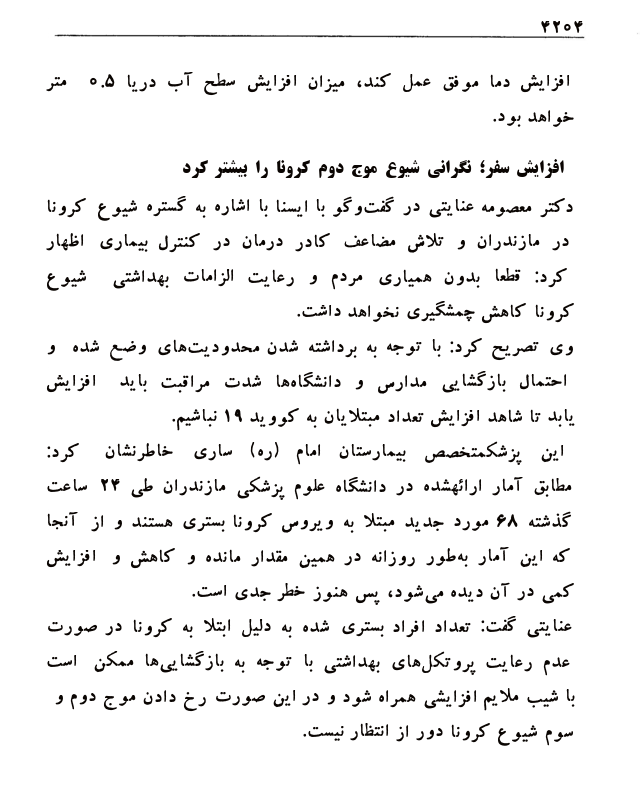 ۴۲۰۴
افزایش دما موفق عمل کند، میزان افزایش سطح آب دریا ۰.۵ متر
خواهد بود.
افزایش سفر؛ نگرانی شیوع موج دوم کرونا را بیشتر کرد
دکتر معصومه عنایتی در گفت‌وگو با ایسنا با اشاره به گستره شیوع کرونا
در مازندران و تلاش مضاعف کادر درمان در کنترل بیماری اظهار
کرد: قطعا بدون همیاری مردم و رعایت الزامات بهداشتی شیوع
کرونا کاهش چمشگیری نخواهد داشت.
وی تصریح کرد: با توجه به برداشته شدن محدودیت‌های وضع شده و
احتمال بازگشایی مدارس و دانشگاه‌ها شدت مراقبت باید افزایش
یابد تا شاهد افزایش تعداد مبتلایان به کووید ۱۹ نباشیم.
این پزشکمتخصص بیمارستان امام (ره) ساری خاطرنشان کرد:
مطابق آمار ارائهشده در دانشگاه علوم پزشکی مازندران طی ۲۴ ساعت
گذشته ۶۸ مورد جدید مبتلا به ویروس کرونا بستری هستند و از آنجا
که این آمار به‌طور روزانه در همین مقدار مانده و کاهش و افزایش
کمی در آن دیده می‌شود، پس هنوز خطر جدی است.
عنایتی گفت: تعداد افراد بستری شده به دلیل ابتلا به کرونا در صورت
عدم رعایت پروتکل‌های بهداشتی با توجه به بازگشایی‌ها ممکن است
با شیب ملایم افزایشی همراه شود و در این صورت رخ دادن موج دوم و
سوم شیوع کرونا دور از انتظار نیست.